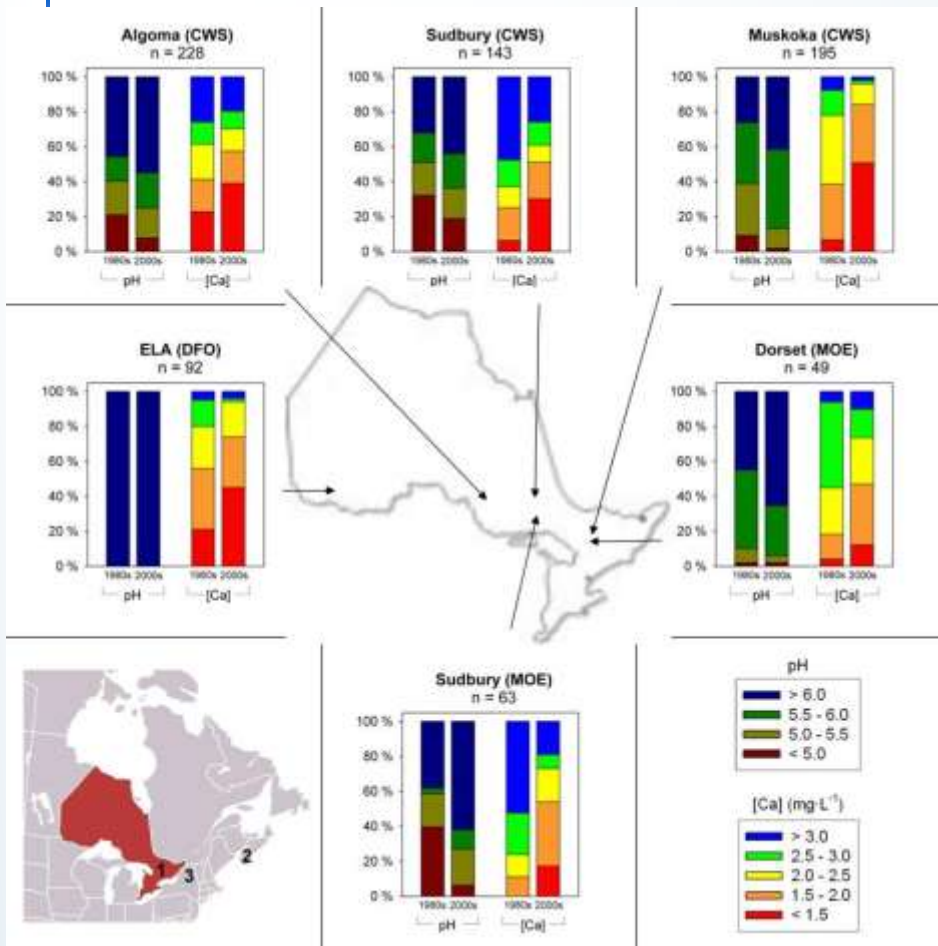 Algoma (CWS)
n = 228
100 %
80 %
60 %
40 %
20 %
0 %
1980s 2000s 1980s 2000s
pH [Ca]
Sudbury (CWS)
n = 143
100 %
80 %
60 %
40 %
20 %
0 %
1980s 2000s 1980s 2000s
pH [Ca]
Muskoka (CWS)
n = 195
100 %
80 %
60 %
40 %
20 %
0 %
1980s 2000s 1980s 2000s
pH [Ca]
ELA (DFO)
n = 92
100 %
80 %
60 %
40 %
20 %
0 %
1980s 2000s 1980s 2000s
pH [Ca]
Dorset (MOE)
n = 49
100 %
80 %
60 %
40 %
20 %
0 %
1980s 2000s 1980s 2000s
pH [Ca]
1
2
3
Sudbury (MOE)
n = 63
100 %
80 %
60 %
40 %
20 %
0 %
1980s 2000s 1980s 2000s
pH [Ca]
pH
> 6.0
5.5 - 6.0
5.0 - 5.5
< 5.0
[Ca] (mg·L⁻¹)
> 3.0
2.5 - 3.0
2.0 - 2.5
1.5 - 2.0
< 1.5